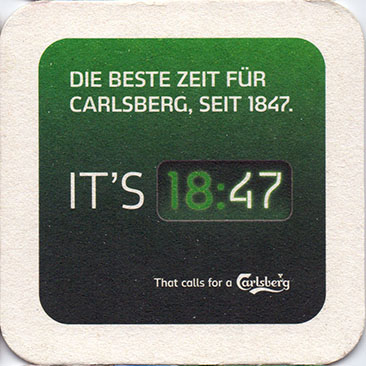 DIE BESTE ZEIT FÜR
CARLSBERG, SEIT 1847.
IT'S 18:47
That calls for a Carlsberg